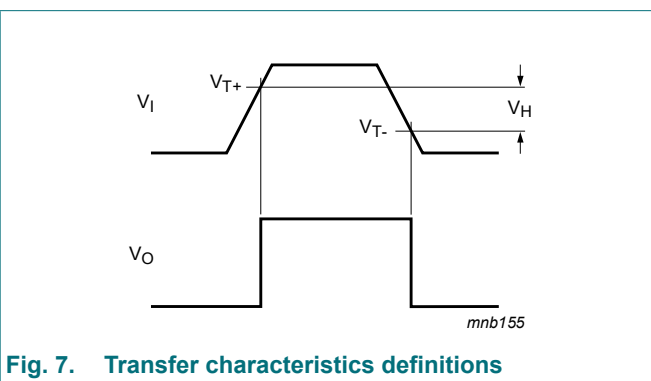 VT+
VI
VH
VT-
VO
mnb155
Fig. 7. Transfer characteristics definitions